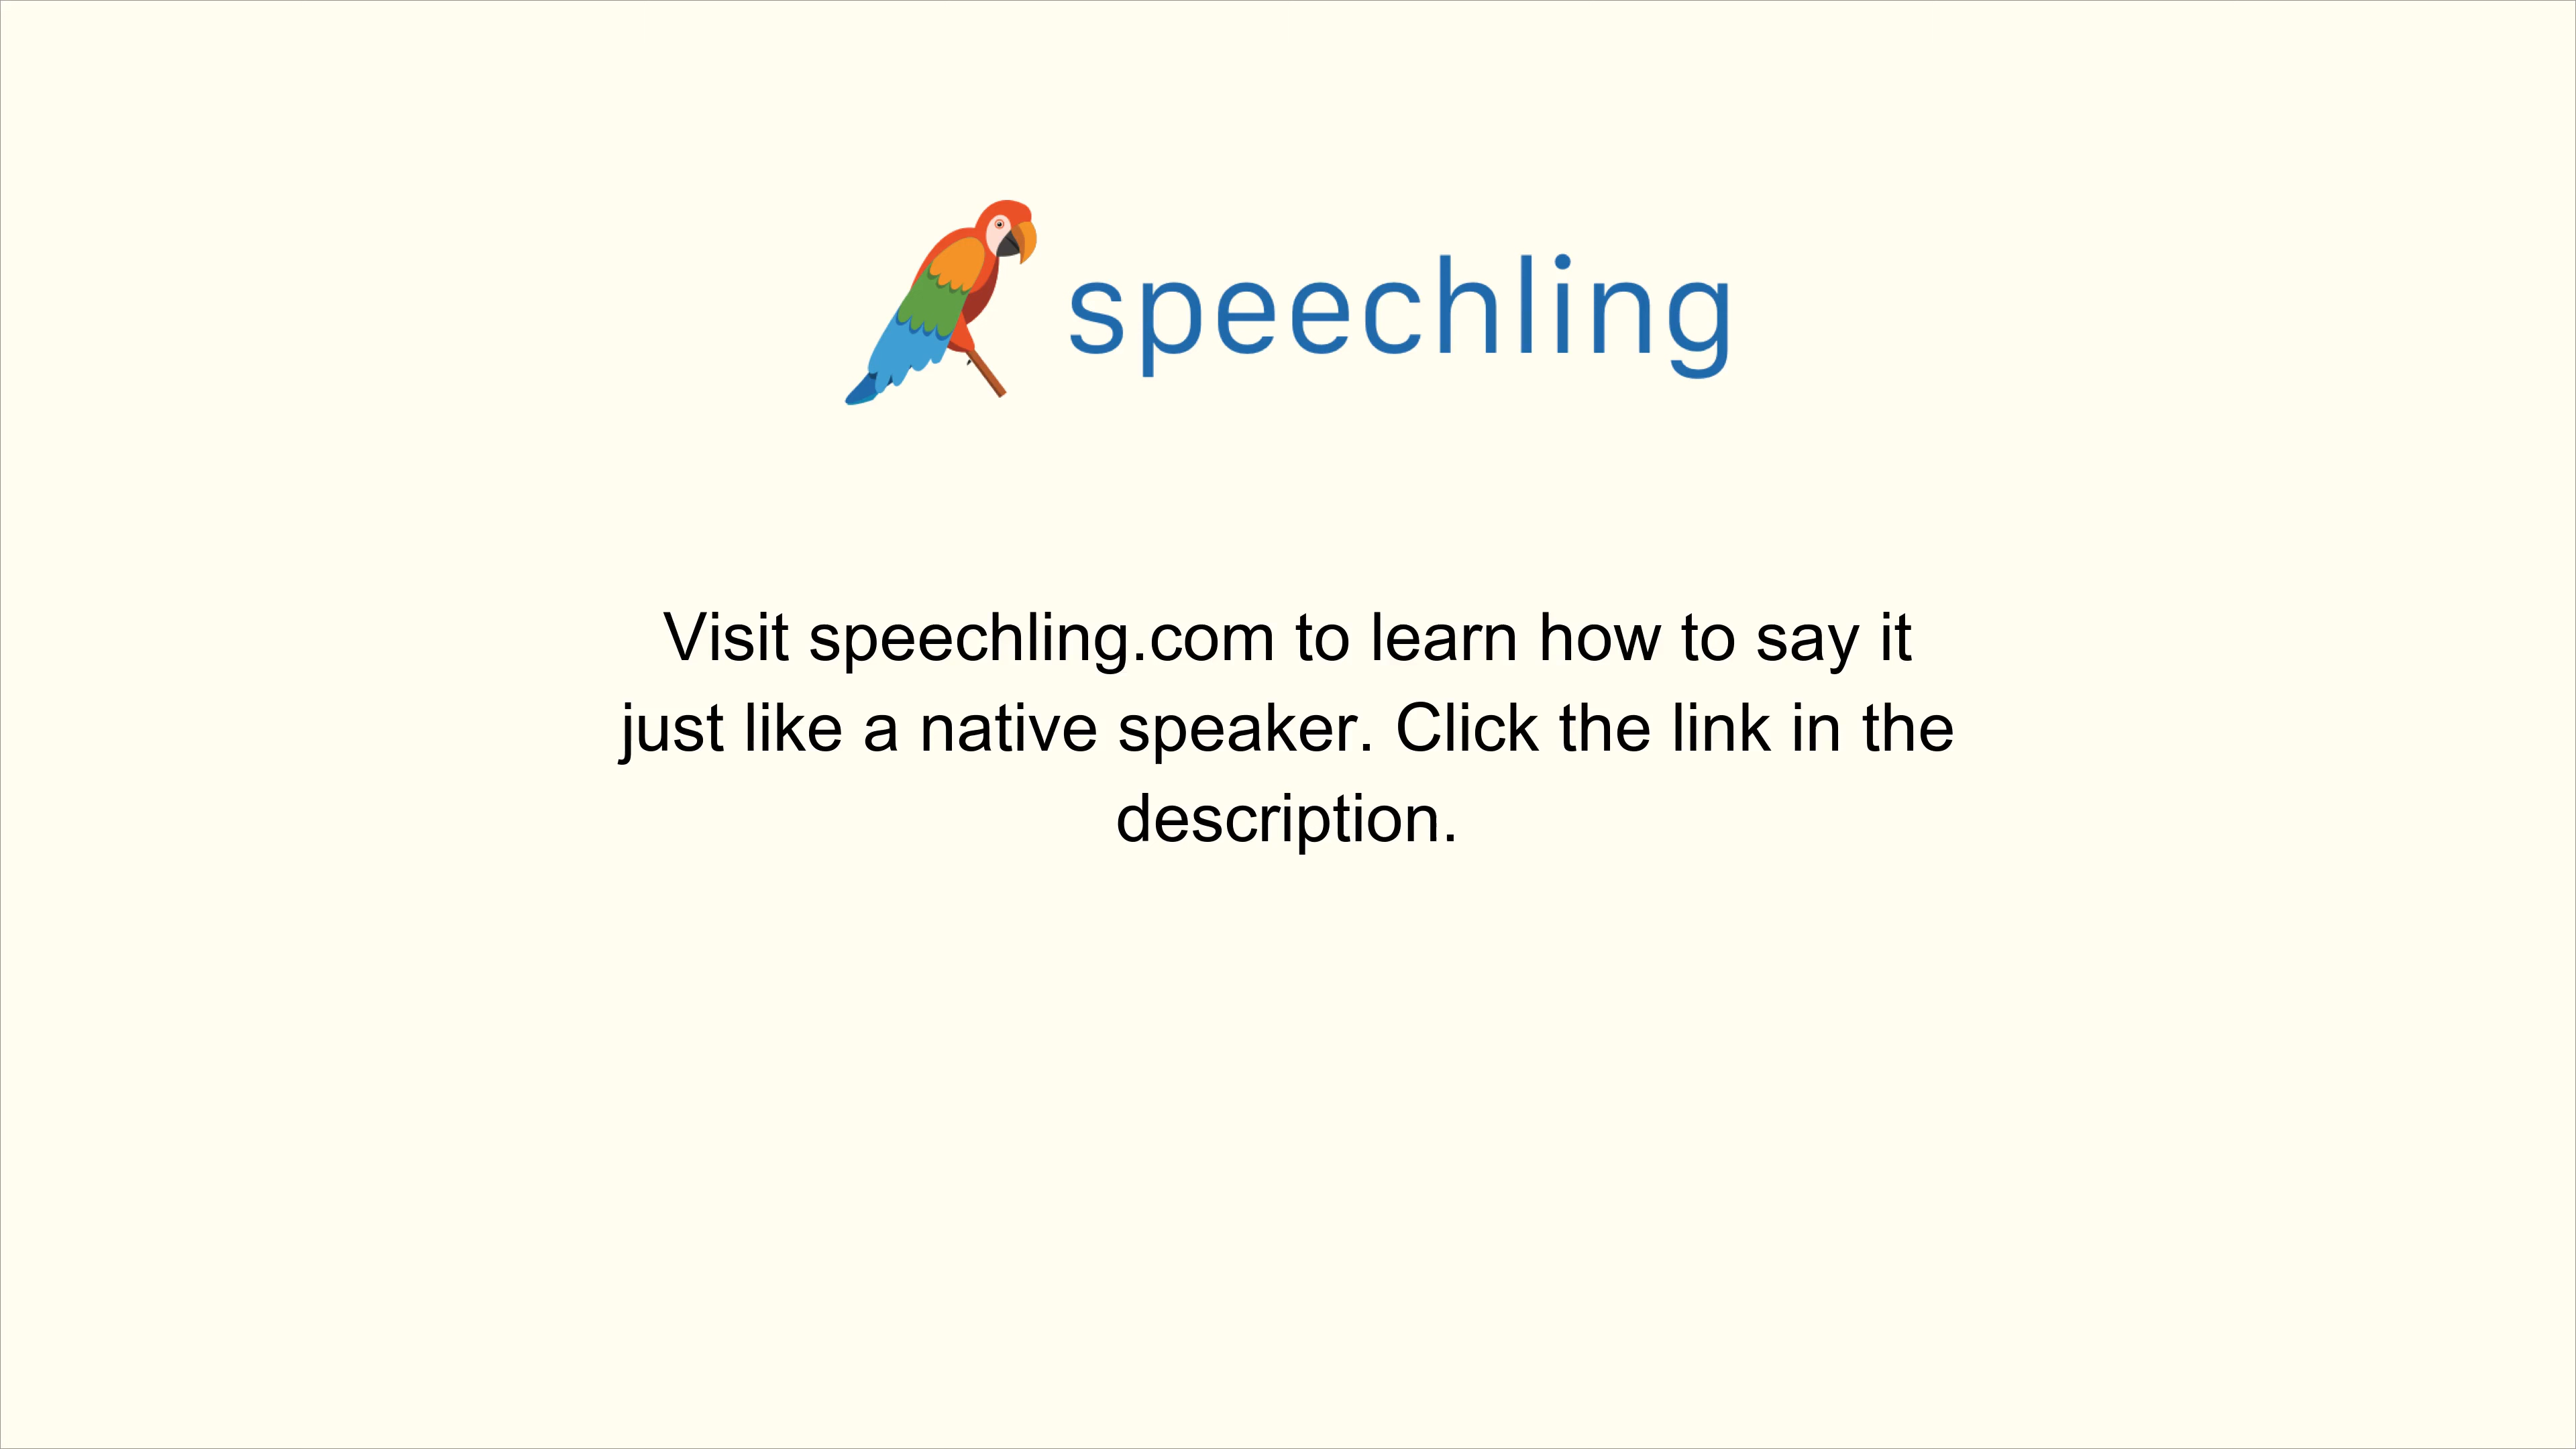 speechling
Visit speechling.com to learn how to say it
just like a native speaker. Click the link in the
description.